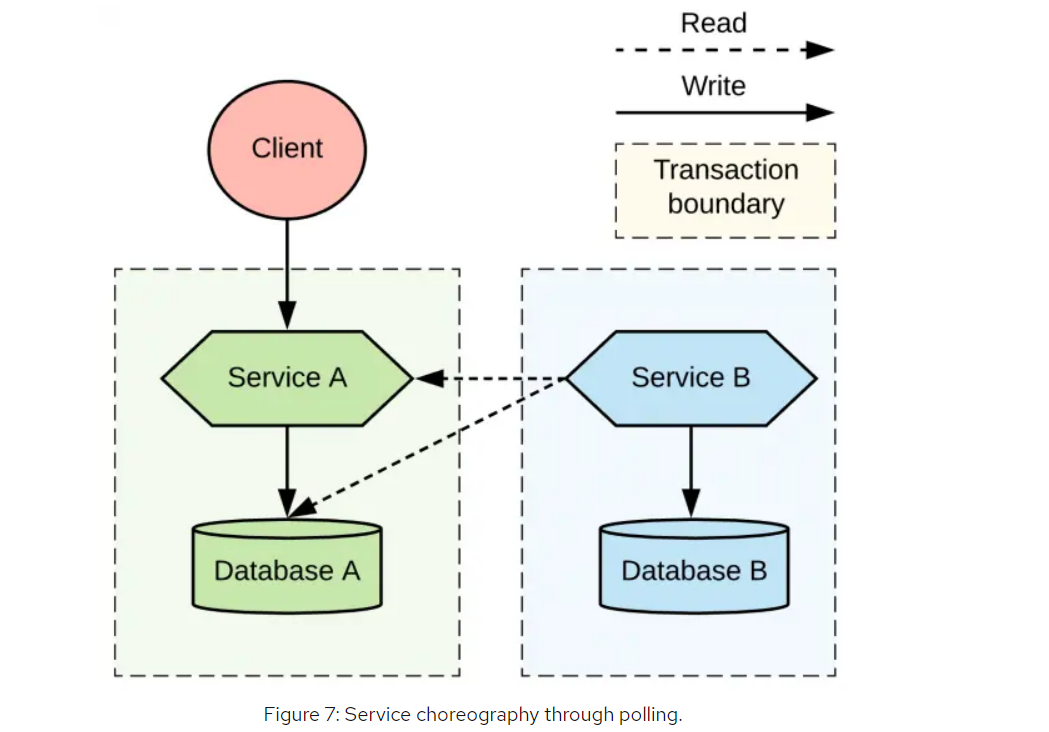 Read
Write
Transaction
boundary
Client
Service A
Service B
Database A
Database B
Figure 7: Service choreography through polling.